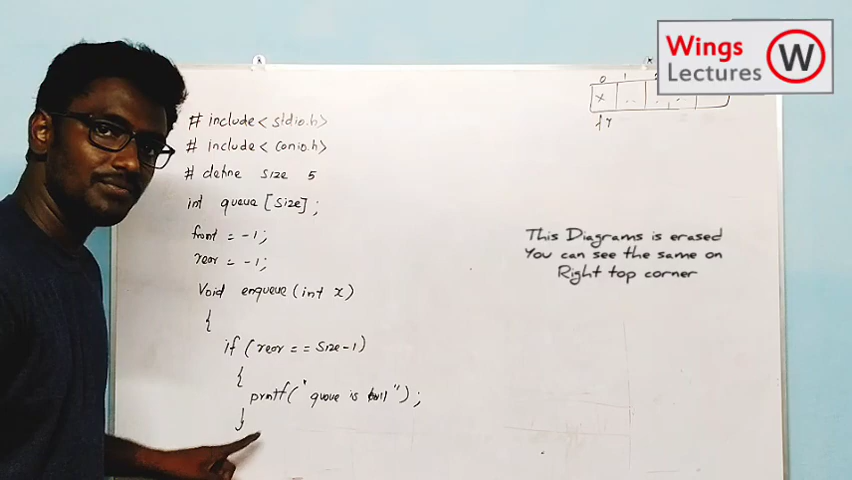 Wings
Lectures W
0 1
x
f r
# include < stdio.h>
# include < conio.h>
# define size 5
int queue [size] ;
front = -1;
rear = -1;
Void enqueue (int x)
{
if (rear == size-1)
{
printf(" queue is full ") ;
}
This Diagrams is erased
You can see the same on
Right top corner